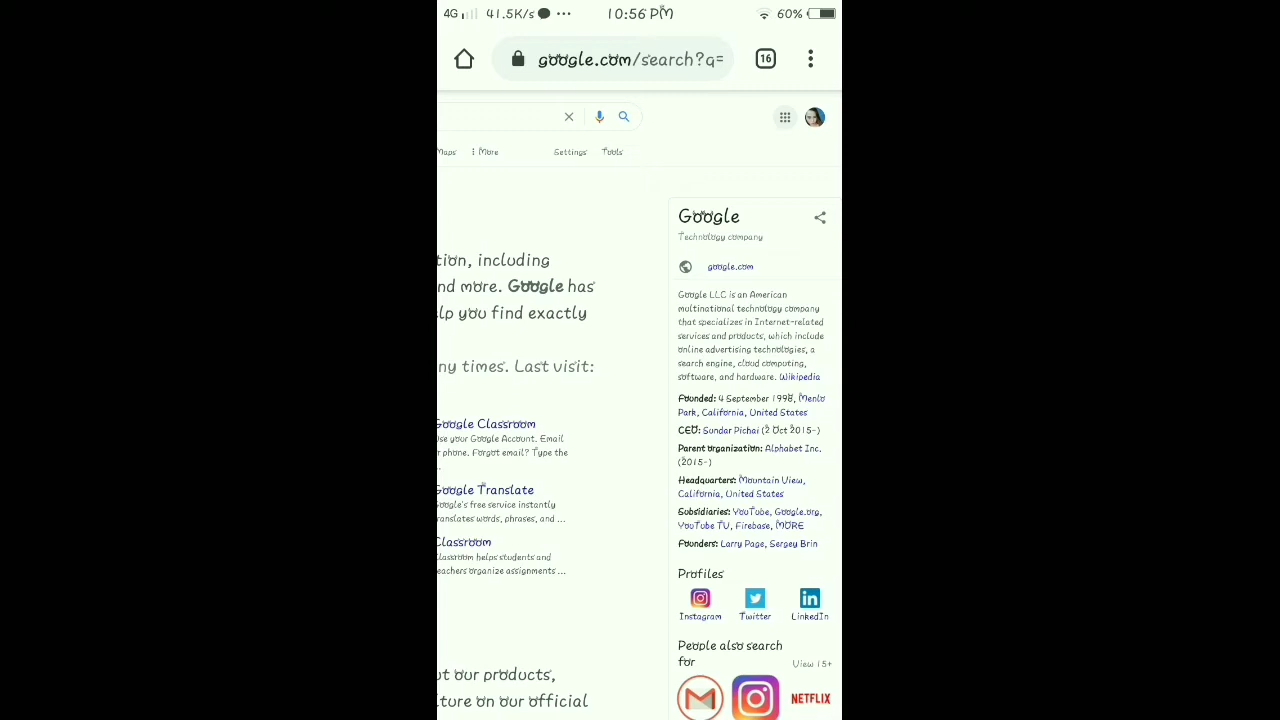 4G 41.5K/s 10:56 PM 60%
google.com/search?q=
16
Maps More Settings Tools
Google
Technology company
google.com
tion, including
nd more. Google has
lp you find exactly
ny times. Last visit:
Google Classroom
Use your Google Account. Email
r phone. Forgot email? Type the
..
Google Translate
Google's free service instantly
translates words, phrases, and ...
Classroom
Classroom helps students and
eachers organize assignments ...
ut our products,
lture on our official
Google LLC is an American
multinational technology company
that specializes in Internet-related
services and products, which include
online advertising technologies, a
search engine, cloud computing,
software, and hardware. Wikipedia
Founded: 4 September 1998, Menlo
Park, California, United States
CEO: Sundar Pichai (2 Oct 2015-)
Parent organization: Alphabet Inc.
(2015-)
Headquarters: Mountain View,
California, United States
Subsidiaries: YouTube, Google.org,
YouTube TV, Firebase, MORE
Founders: Larry Page, Sergey Brin
Profiles
Instagram Twitter LinkedIn
People also search
for
View 15+
NETFLIX